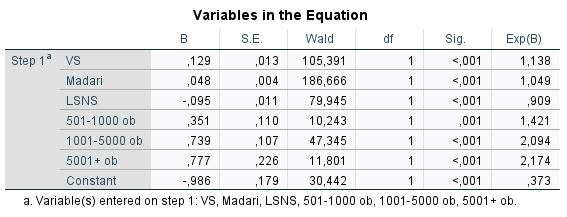 Variables in the Equation
B S.E. Wald df Sig. Exp(B)
Step 1a VS ,129 ,013 105,391 1 <,001 1,138
Madari ,048 ,004 186,666 1 <,001 1,049
LSNS -,095 ,011 79,945 1 <,001 ,909
501-1000 ob ,351 ,110 10,243 1 ,001 1,421
1001-5000 ob ,739 ,107 47,345 1 <,001 2,094
5001+ ob ,777 ,226 11,801 1 <,001 2,174
Constant -,986 ,179 30,442 1 <,001 ,373
a. Variable(s) entered on step 1: VS, Madari, LSNS, 501-1000 ob, 1001-5000 ob, 5001+ ob.